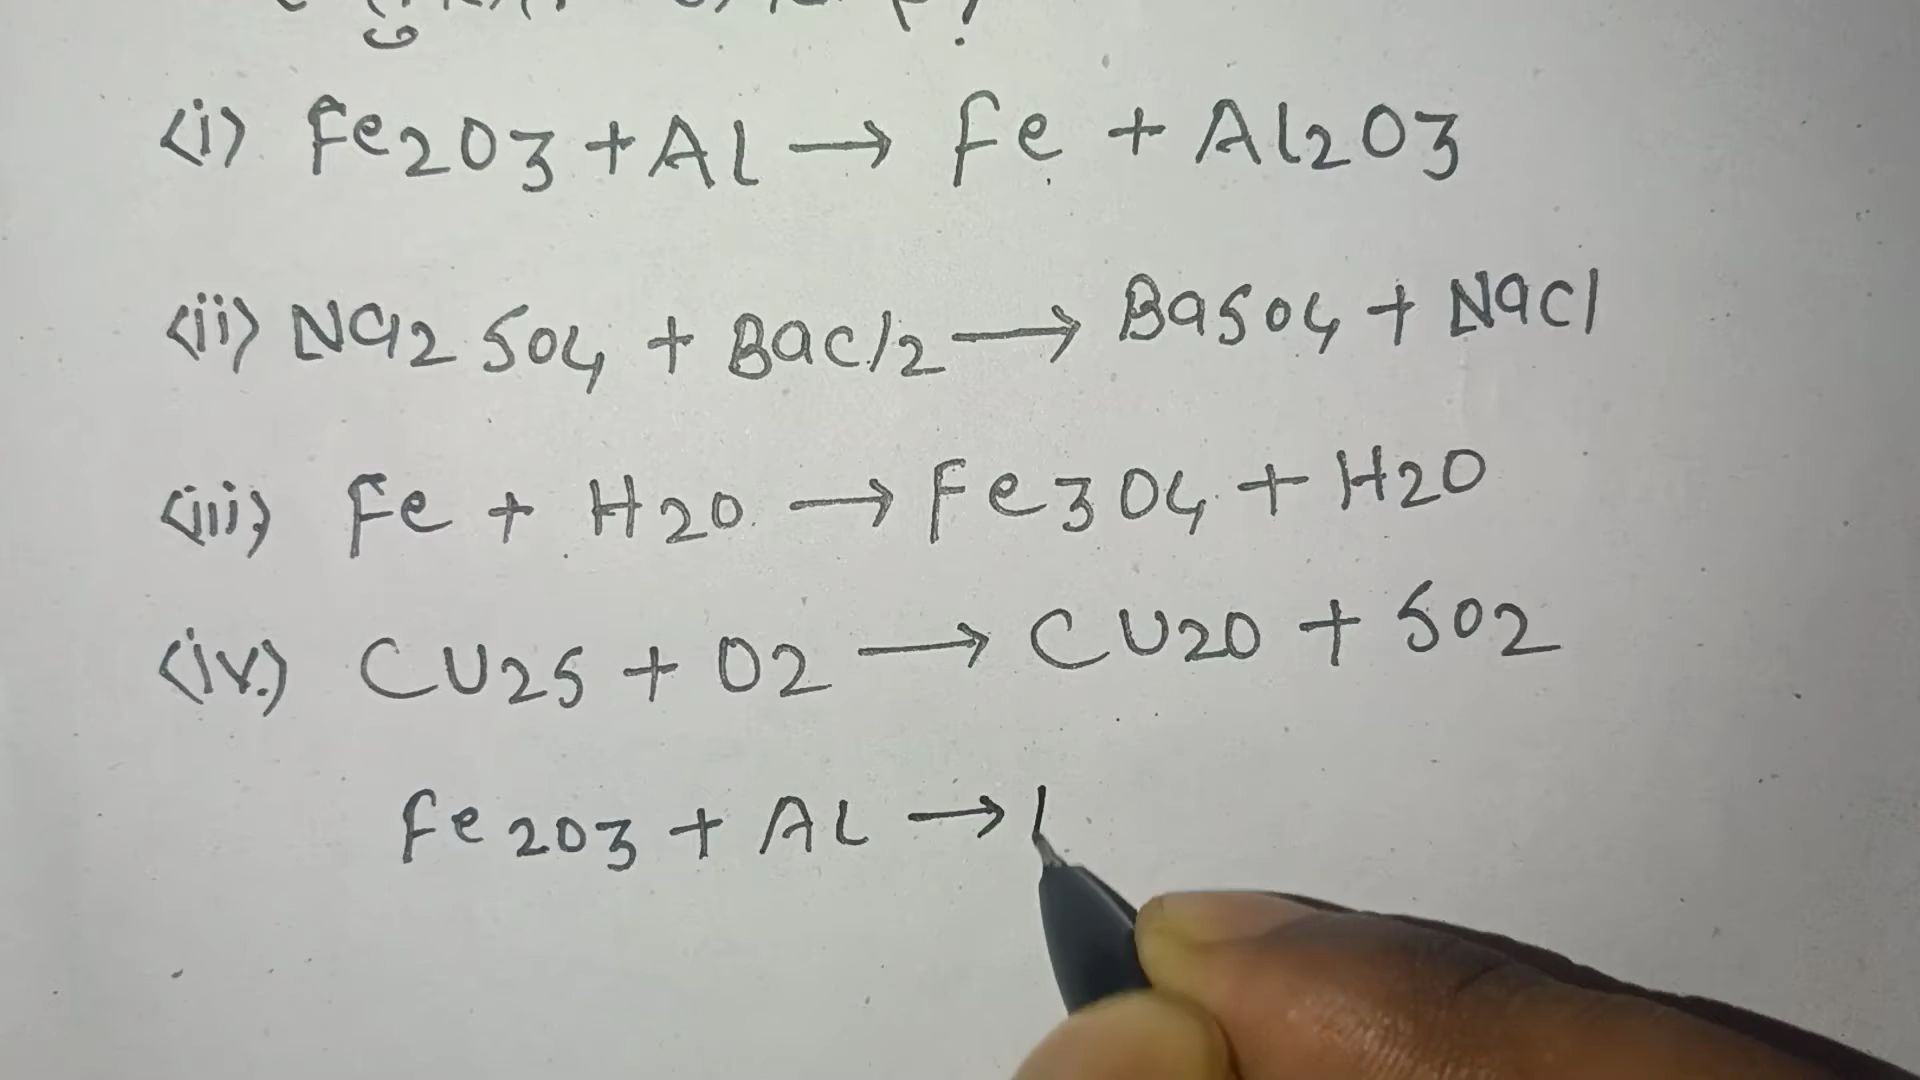 (i) Fe2O3 + Al → Fe + Al2O3
(ii) Na2SO4 + BaCl2 → BaSO4 + NaCl
(iii) Fe + H2O → Fe3O4 + H2O
(iv.) CU2S + O2 → CU2O + SO2
Fe2O3 + AL →